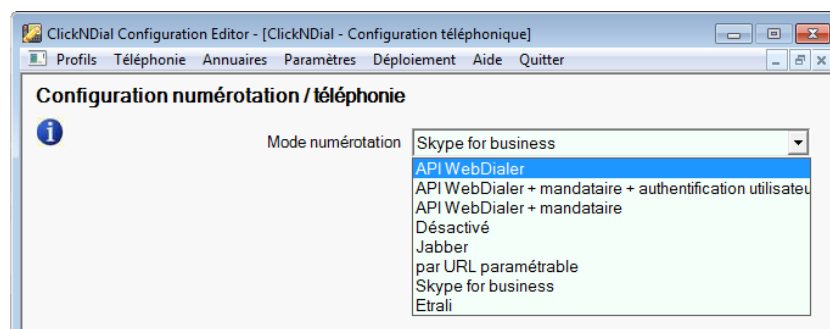 ClickNDial Configuration Editor - [ClickNDial - Configuration téléphonique]
Profils Téléphonie Annuaires Paramètres Déploiement Aide Quitter
Configuration numérotation / téléphonie
Mode numérotation Skype for business
API WebDialer
API WebDialer + mandataire + authentification utilisateu
API WebDialer + mandataire
Désactivé
Jabber
par URL paramétrable
Skype for business
Etrali